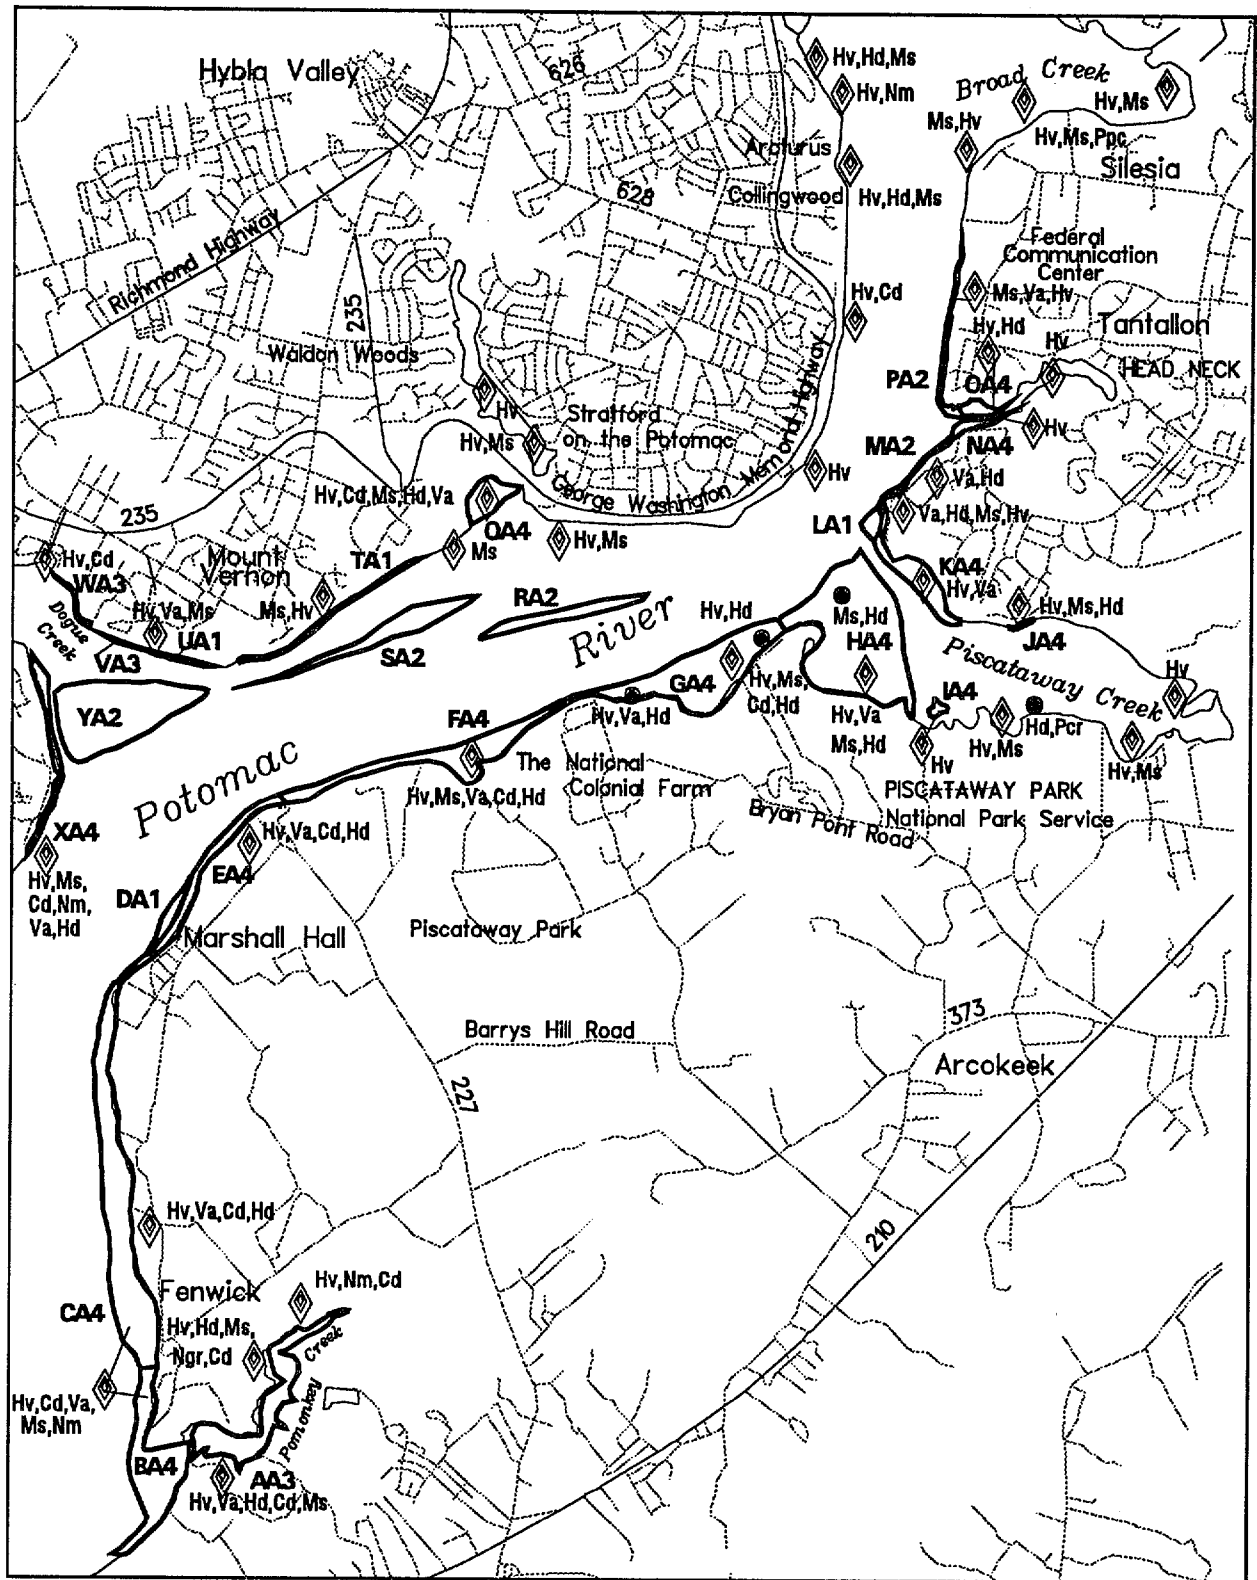 Hybla Valley
626
Hv,Hd,Ms
Hv,Nm
Broad Creek
Hv,Ms
Ms,Hv
Hv,Ms,Ppc
Silesia
Arcturus
Collingwood
Hv,Hd,Ms
628
Richmond Highway
235
Federal
Communication
Center
Ms,Va,Hv
Hv,Cd
Hv,Hd
Hv
Tantallon
HEAD NECK
Waldon Woods
PA2
OA4
Hv
Stratford
on the Potomac
Hv,Ms
MA2
NA4
Hv
Hv
Va,Hd
George Washington Memorial Highway
Hv,Cd,Ms,Hd,Va
235
OA4
Va,Hd,Ms,Hv
LA1
Hv,Ms
Ms
TA1
Mount
Vernon
Hv,Cd
WA3
KA4
Hv,Va
Hv,Va,Ms
Ms,Hv
RA2
Hv,Hd
Ms,Hd
Hv,Ms,Hd
Dogue
Creek
UA1
VA3
SA2
River
HA4
JA4
Piscataway Creek
Hv
GA4
Hv,Ms,
Cd,Hd
IA4
YA2
FA4
Hv,Va,Hd
Hv,Va
Ms,Hd
Hd,Pcr
Hv,Ms
Hv
Hv,Ms
Potomac
The National
Colonial Farm
Hv,Ms,Va,Cd,Hd
PISCATAWAY PARK
National Park Service
Bryan Point Road
XA4
Hv,Va,Cd,Hd
EA4
Hv,Ms,
Cd,Nm,
Va,Hd
DA1
Marshall Hall
Piscataway Park
373
Barrys Hill Road
Arcokeek
227
Hv,Va,Cd,Hd
210
Fenwick
Hv,Nm,Cd
CA4
Hv,Hd,Ms,
Ngr,Cd
Creek
Hv,Cd,Va,
Ms,Nm
Pomonkey
BA4
AA3
Hv,Va,Hd,Cd,Ms